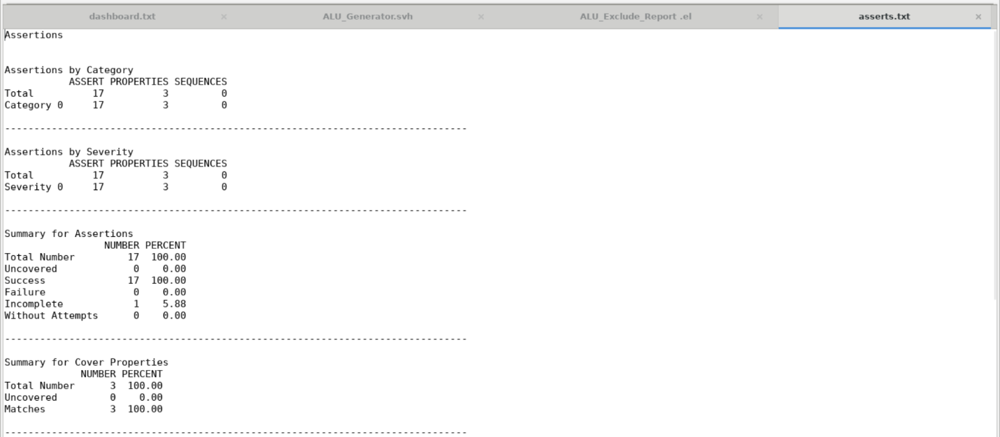 dashboard.txt × ALU_Generator.svh × ALU_Exclude_Report .el × asserts.txt ×
Assertions
Assertions by Category
ASSERT PROPERTIES SEQUENCES
Total 17 3 0
Category 0 17 3 0
-------------------------------------------------------------------------------
Assertions by Severity
ASSERT PROPERTIES SEQUENCES
Total 17 3 0
Severity 0 17 3 0
-------------------------------------------------------------------------------
Summary for Assertions
NUMBER PERCENT
Total Number 17 100.00
Uncovered 0 0.00
Success 17 100.00
Failure 0 0.00
Incomplete 1 5.88
Without Attempts 0 0.00
-------------------------------------------------------------------------------
Summary for Cover Properties
NUMBER PERCENT
Total Number 3 100.00
Uncovered 0 0.00
Matches 3 100.00
-------------------------------------------------------------------------------